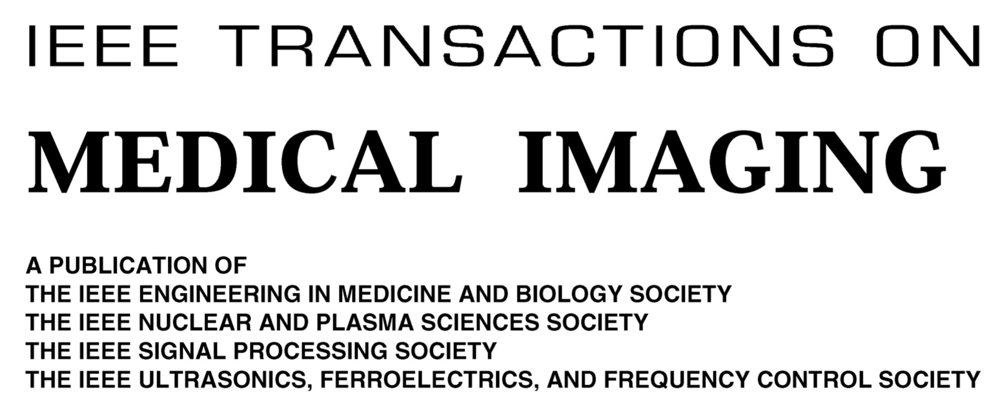 IEEE TRANSACTIONS ON
MEDICAL IMAGING
A PUBLICATION OF
THE IEEE ENGINEERING IN MEDICINE AND BIOLOGY SOCIETY
THE IEEE NUCLEAR AND PLASMA SCIENCES SOCIETY
THE IEEE SIGNAL PROCESSING SOCIETY
THE IEEE ULTRASONICS, FERROELECTRICS, AND FREQUENCY CONTROL SOCIETY